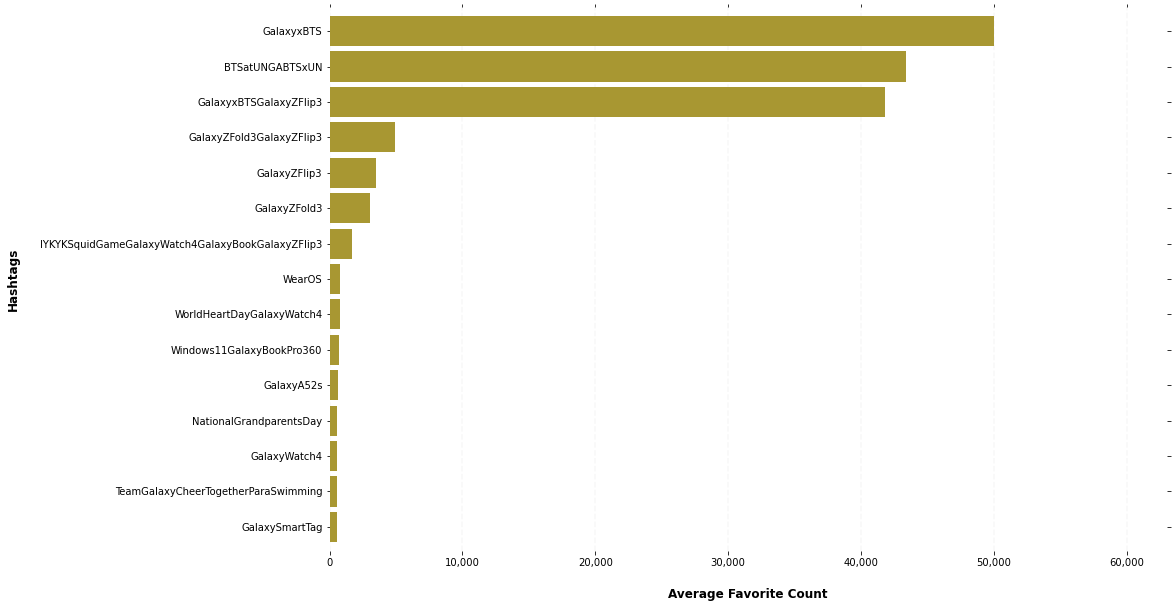 GalaxyxBTS
BTSatUNGABTSxUN
GalaxyxBTSGalaxyZFlip3
GalaxyZFold3GalaxyZFlip3
GalaxyZFlip3
GalaxyZFold3
IYKYKSquidGameGalaxyWatch4GalaxyBookGalaxyZFlip3
WearOS
WorldHeartDayGalaxyWatch4
Windows11GalaxyBookPro360
GalaxyA52s
NationalGrandparentsDay
GalaxyWatch4
TeamGalaxyCheerTogetherParaSwimming
GalaxySmartTag
Hashtags
0 10,000 20,000 30,000 40,000 50,000 60,000
Average Favorite Count